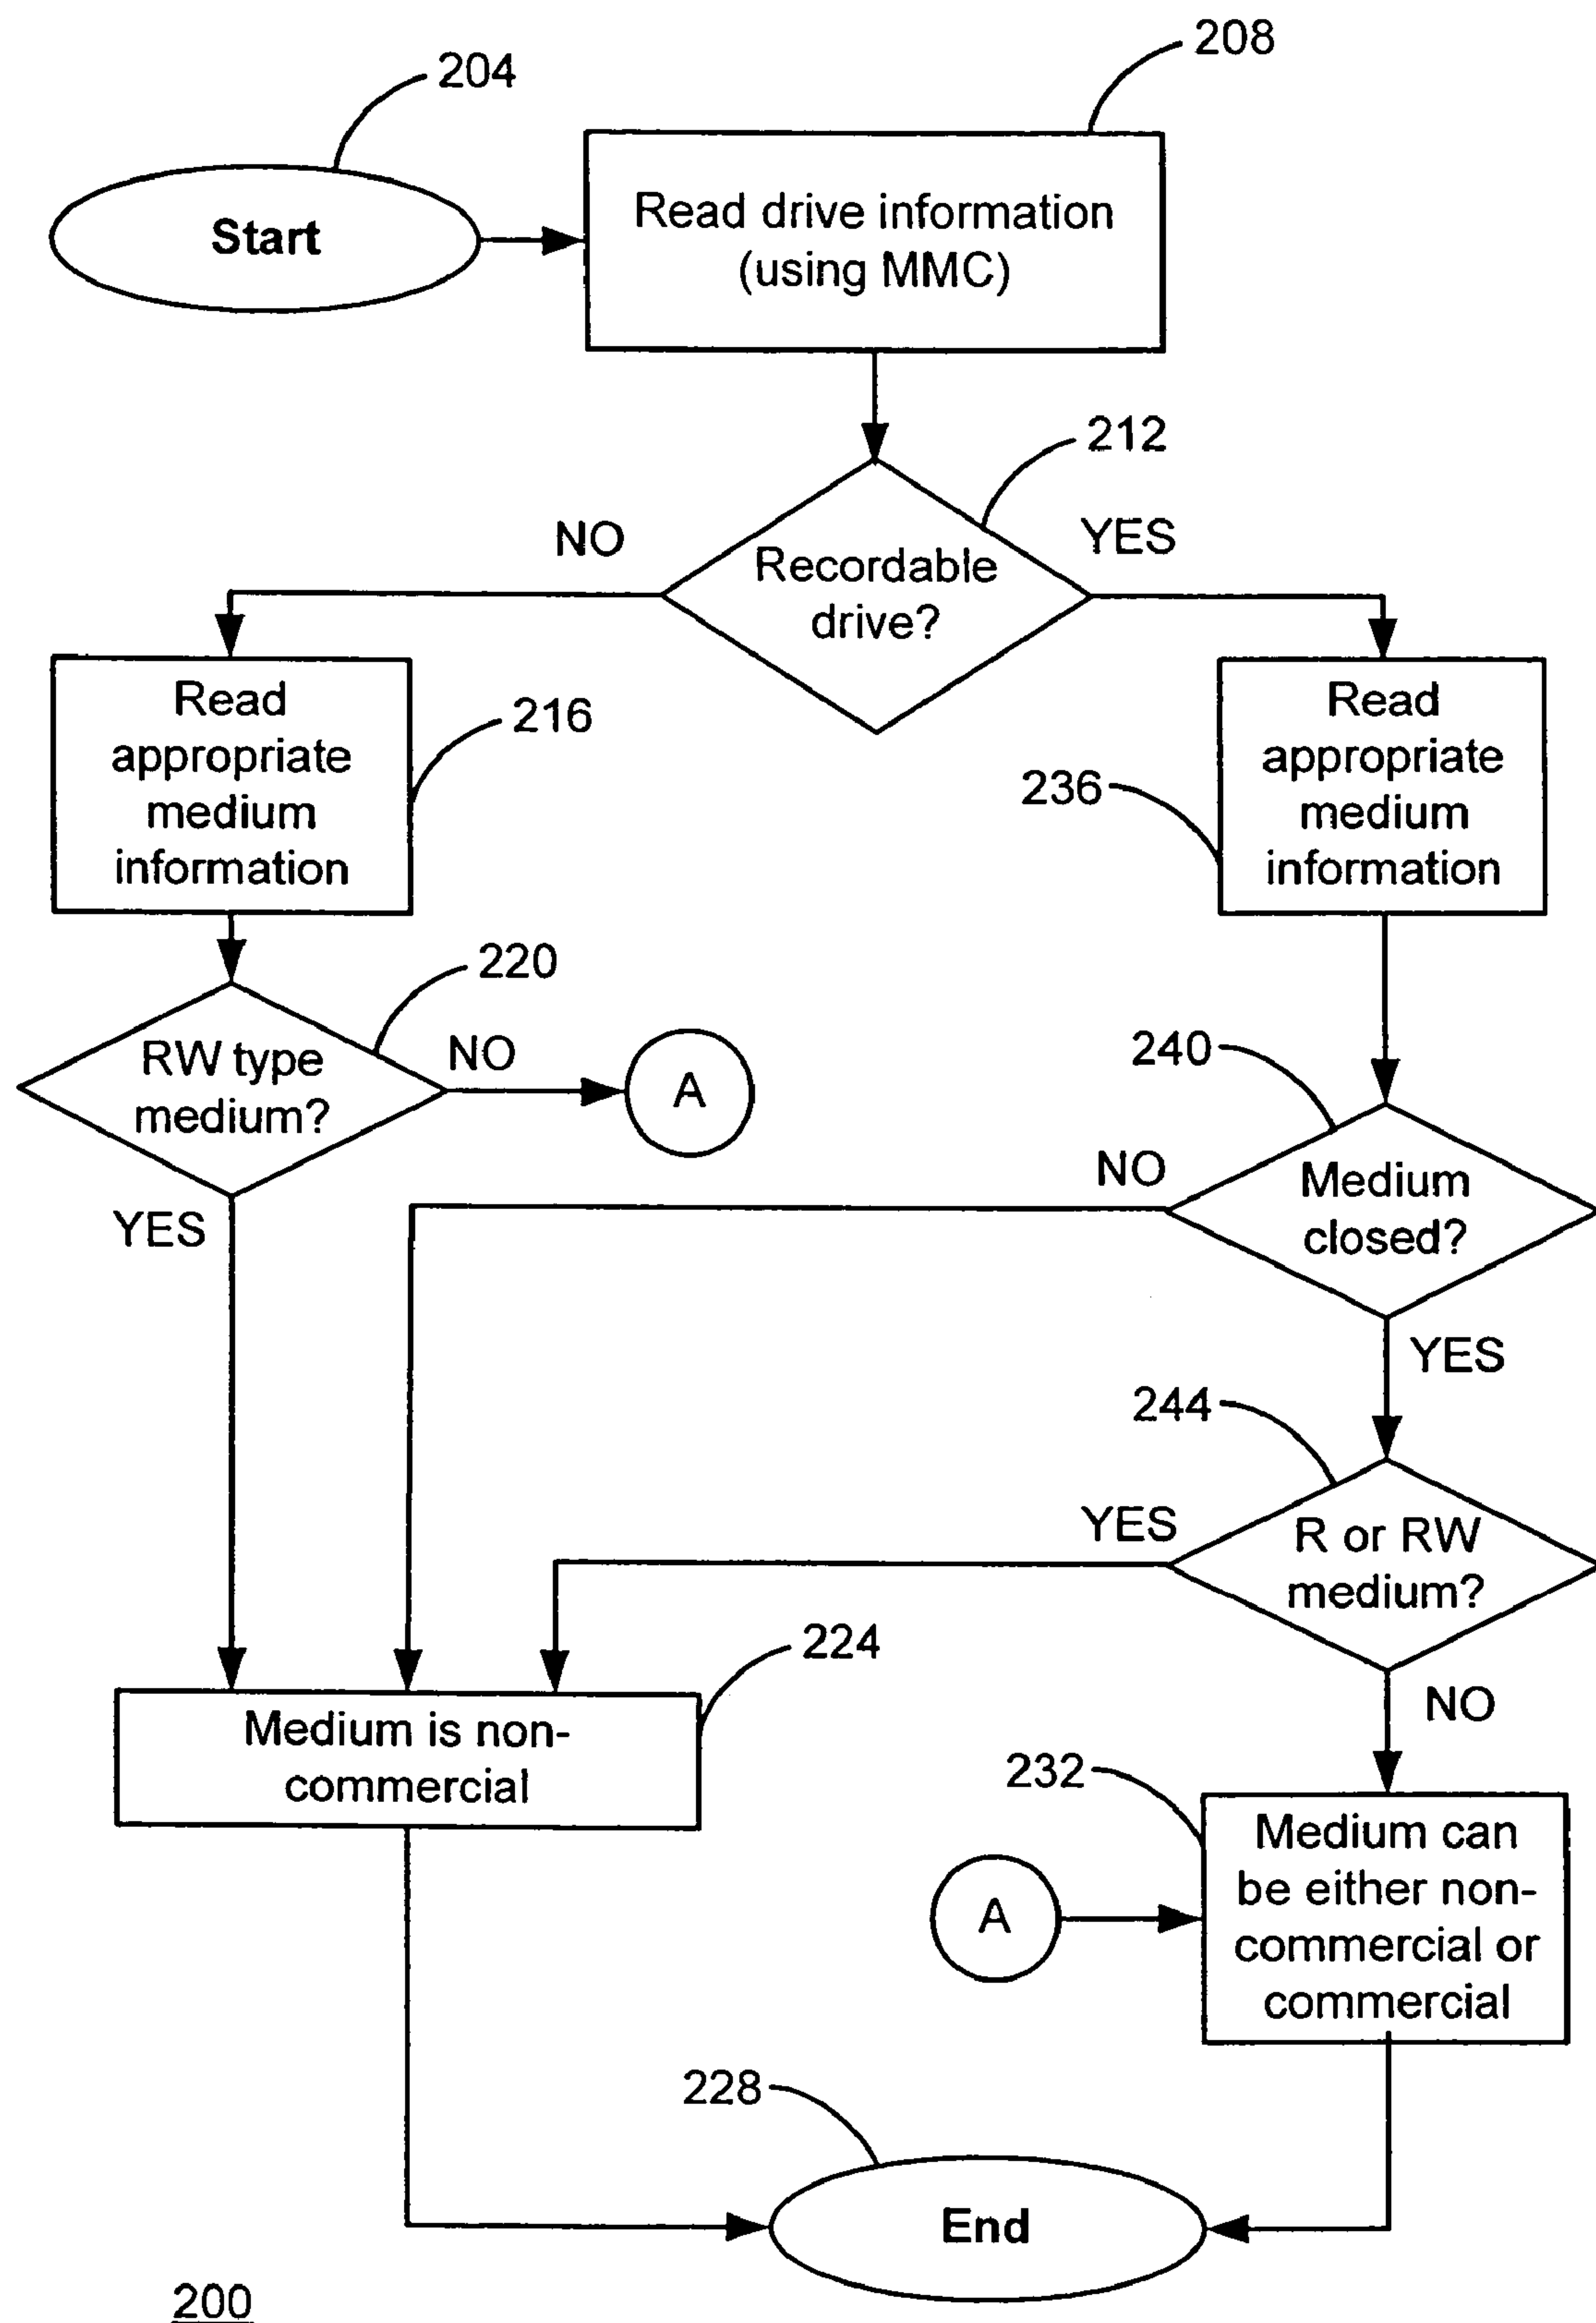 208
204
Start
Read drive information
(using MMC)
212
NO
YES
Recordable
drive?
Read
appropriate
medium
information
216
Read
appropriate
medium
information
236
220
RW type
medium?
NO
A
YES
240
NO
Medium
closed?
YES
244
YES
R or RW
medium?
NO
224
Medium is non-
commercial
232
Medium can
be either non-
commercial or
commercial
A
228
End
200